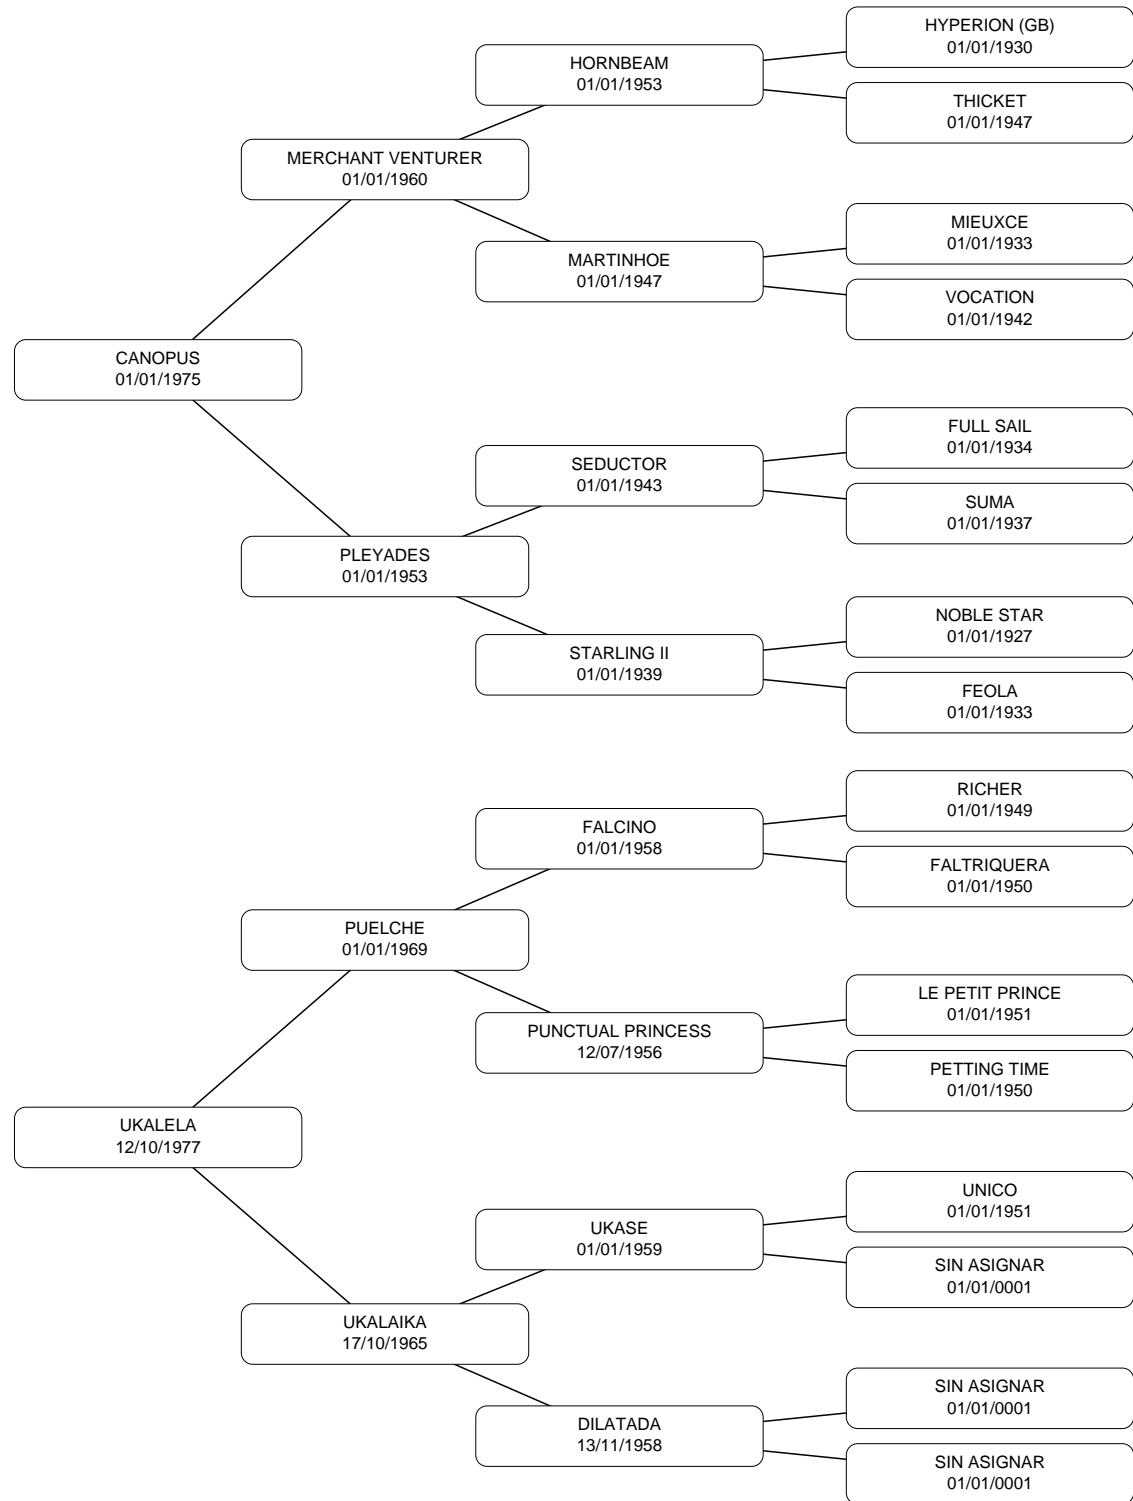 HYPERION (GB)
01/01/1930
HORNBEAM
01/01/1953
THICKET
01/01/1947
MERCHANT VENTURER
01/01/1960
MIEUXCE
01/01/1933
MARTINHOE
01/01/1947
VOCATION
01/01/1942
CANOPUS
01/01/1975
FULL SAIL
01/01/1934
SEDUCTOR
01/01/1943
SUMA
01/01/1937
PLEYADES
01/01/1953
NOBLE STAR
01/01/1927
STARLING II
01/01/1939
FEOLA
01/01/1933
RICHER
01/01/1949
FALCINO
01/01/1958
FALTRIQUERA
01/01/1950
PUELCHE
01/01/1969
LE PETIT PRINCE
01/01/1951
PUNCTUAL PRINCESS
12/07/1956
PETTING TIME
01/01/1950
UKALELA
12/10/1977
UNICO
01/01/1951
UKASE
01/01/1959
SIN ASIGNAR
01/01/0001
UKALAIKA
17/10/1965
SIN ASIGNAR
01/01/0001
DILATADA
13/11/1958
SIN ASIGNAR
01/01/0001